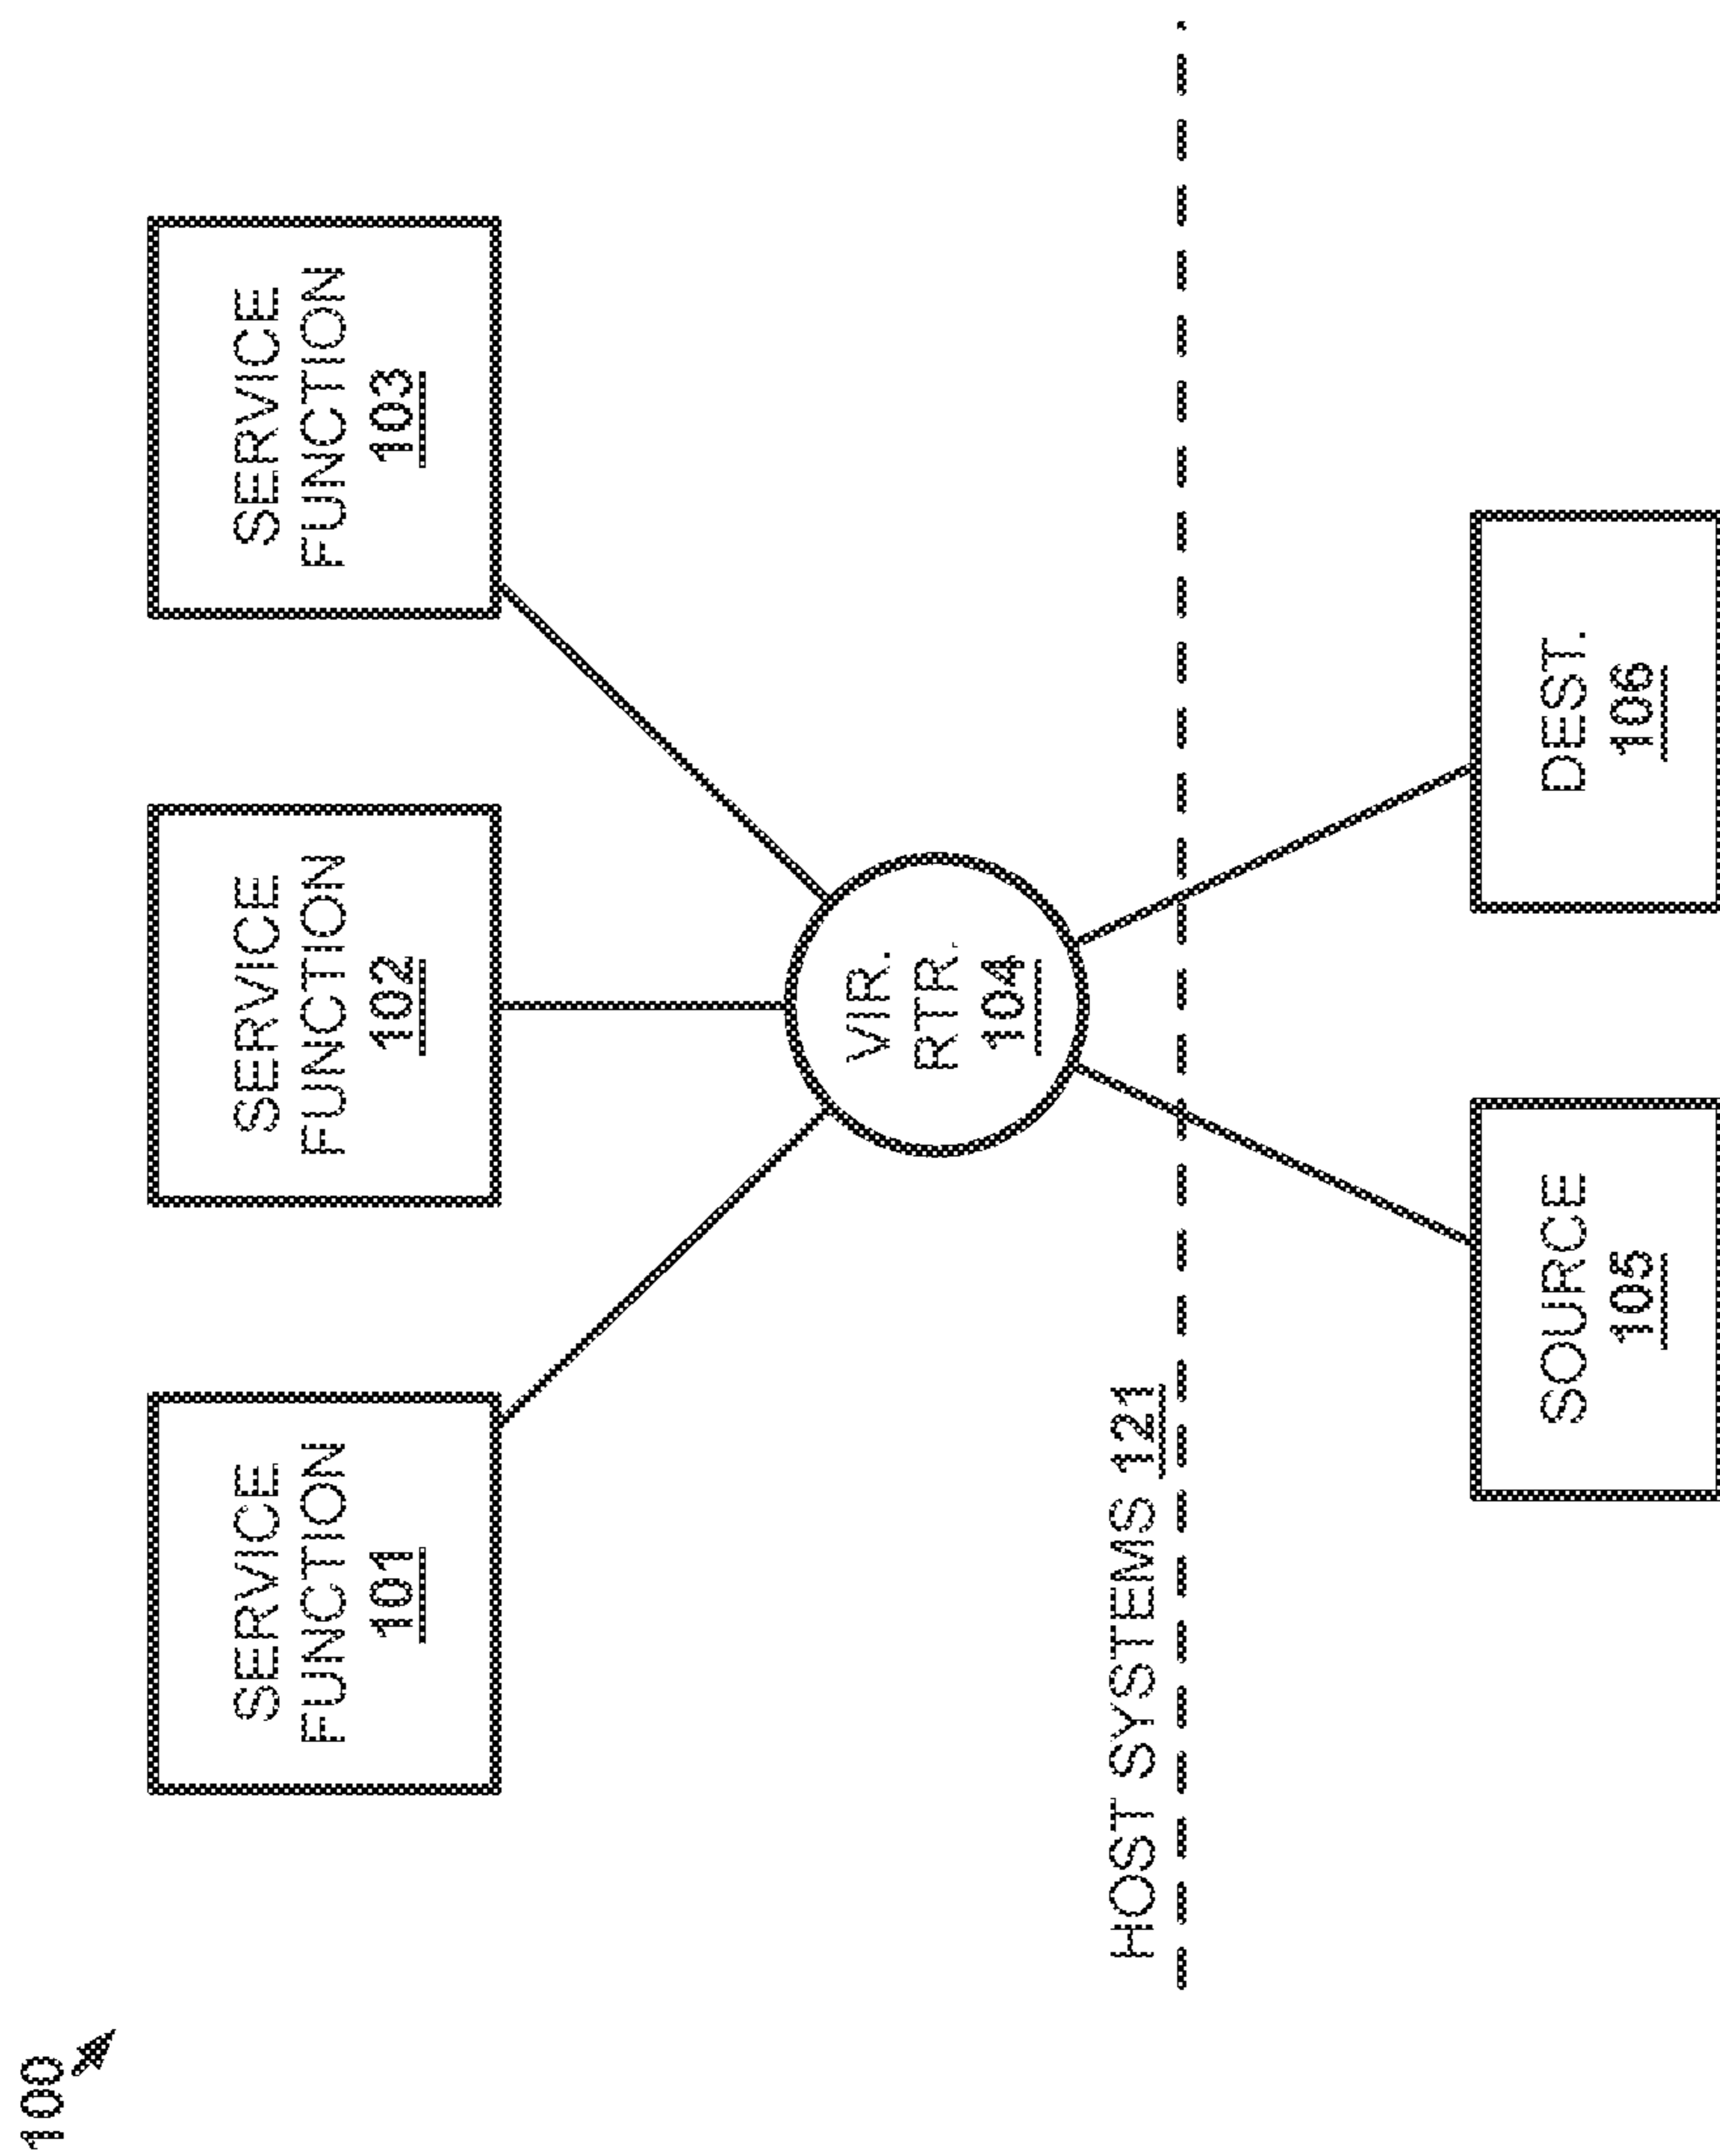 100
SERVICE
FUNCTION
101
SERVICE
FUNCTION
102
SERVICE
FUNCTION
103
VIR.
RTR.
104
HOST SYSTEMS 121
SOURCE
105
DEST.
106